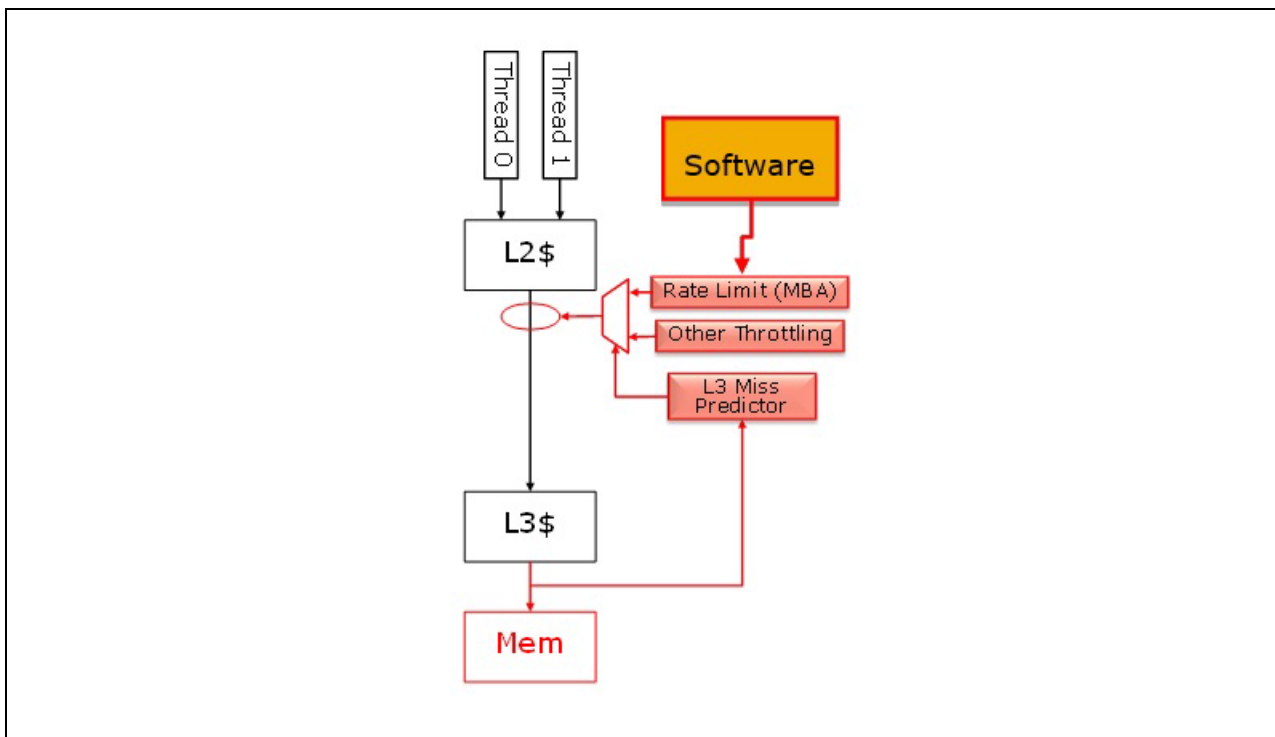 Thread 0
Thread 1
Software
L2$
Rate Limit (MBA)
Other Throttling
L3 Miss
Predictor
L3$
Mem